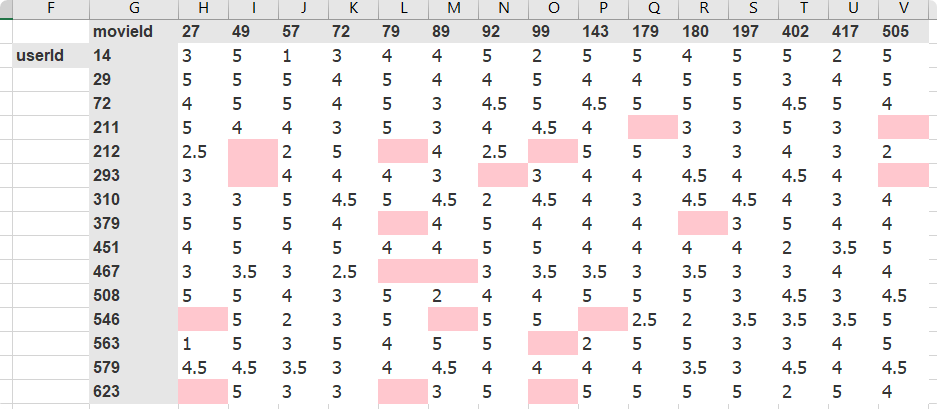 F G H I J K L M N O P Q R S T U V
movieId 27 49 57 72 79 89 92 99 143 179 180 197 402 417 505
userId 14 3 5 1 3 4 4 5 2 5 5 4 5 5 2 5
29 5 5 5 4 5 4 5 4 4 5 5 5 3 4 5
72 4 5 5 4 5 3 4.5 5 4.5 5 5 5 4.5 5 4
211 5 4 4 3 5 3 4 4.5 4 3 3 5 3
212 2.5 2 5 4 2.5 5 5 3 3 4 3 2
293 3 4 4 4 3 3 4 4 4.5 4 4.5 4
310 3 3 5 4.5 5 4.5 2 4.5 4 3 4.5 4.5 4 3 4
379 5 5 5 4 4 5 4 4 4 3 5 4 4
451 4 5 4 5 4 4 5 5 4 4 4 4 2 3.5 5
467 3 3.5 3 2.5 3 3.5 3.5 3 3.5 3 3 4 4
508 5 5 4 3 5 2 4 4 5 5 5 3 4.5 3 4.5
546 5 2 3 5 5 5 2.5 2 3.5 3.5 3.5 5
563 1 5 3 5 4 5 5 2 5 5 3 3 4 5
579 4.5 4.5 3.5 3 4 4.5 4 4 4 4 3.5 3 4.5 4 4.5
623 5 3 3 3 5 5 5 5 5 2 5 4